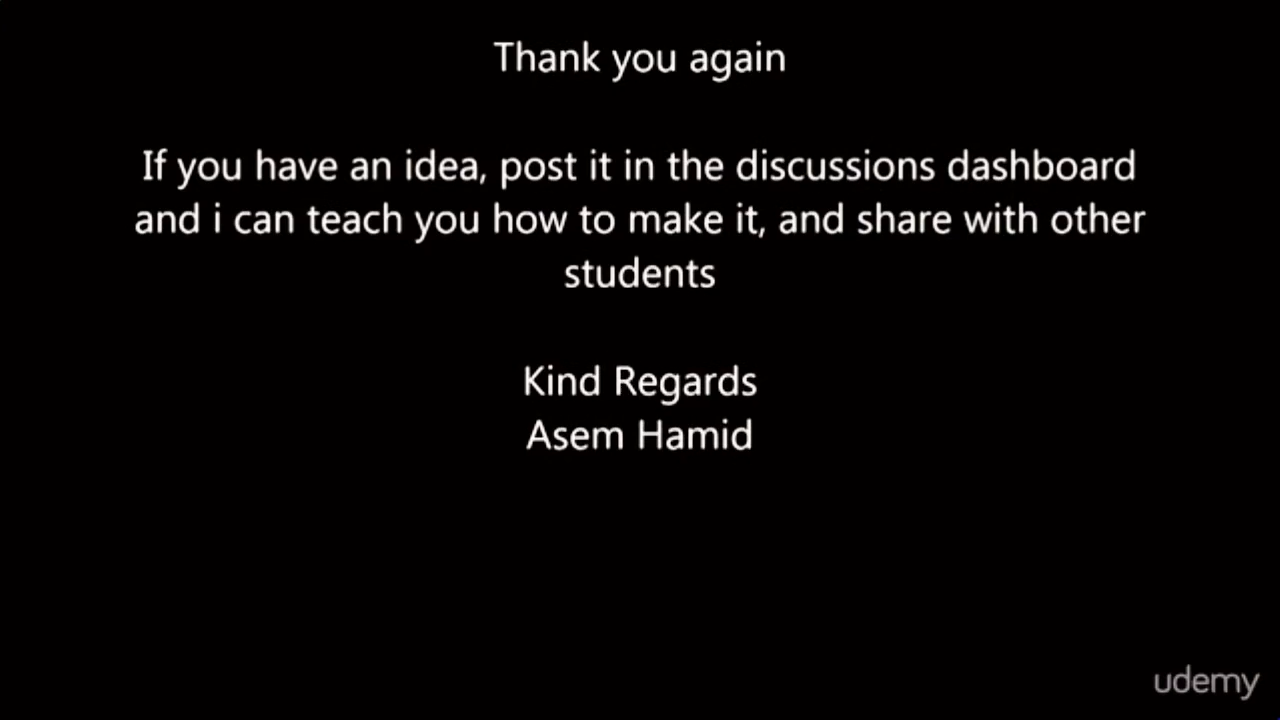 Thank you again
If you have an idea, post it in the discussions dashboard
and i can teach you how to make it, and share with other
students
Kind Regards
Asem Hamid
udemy